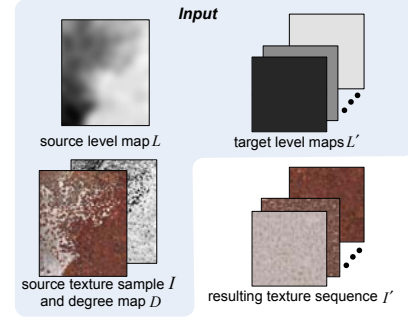 Input
source level map L
target level maps L′
source texture sample I
and degree map D
resulting texture sequence I′